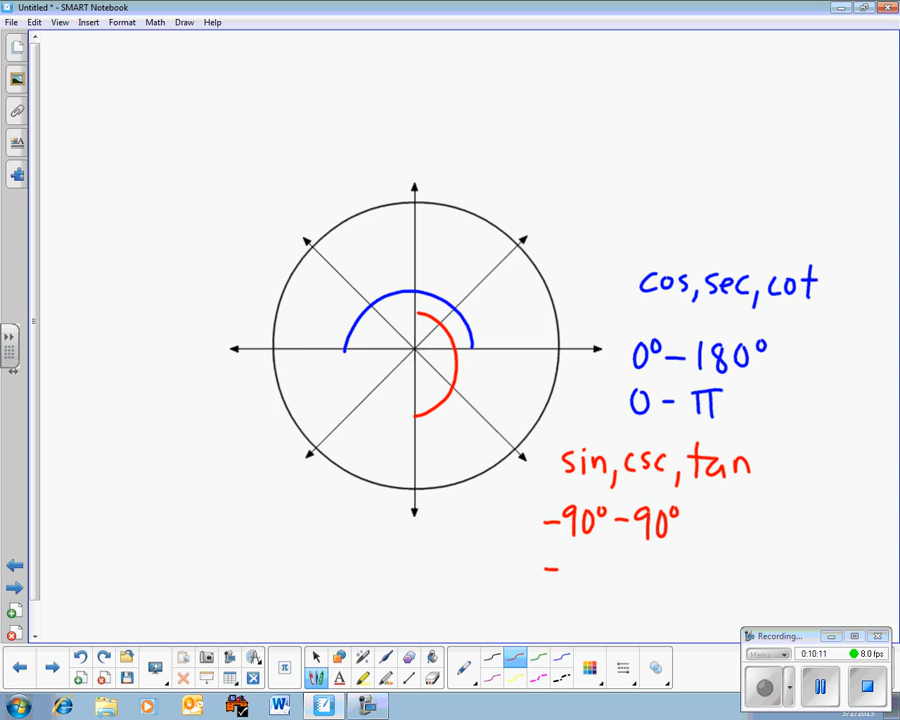 Untitled * - SMART Notebook
File Edit View Insert Format Math Draw Help
cos, sec, cot
0° - 180°
0 - π
sin, csc, tan
-90° - 90°
-
Recording...
Menu
0:10:11 8.0 fps